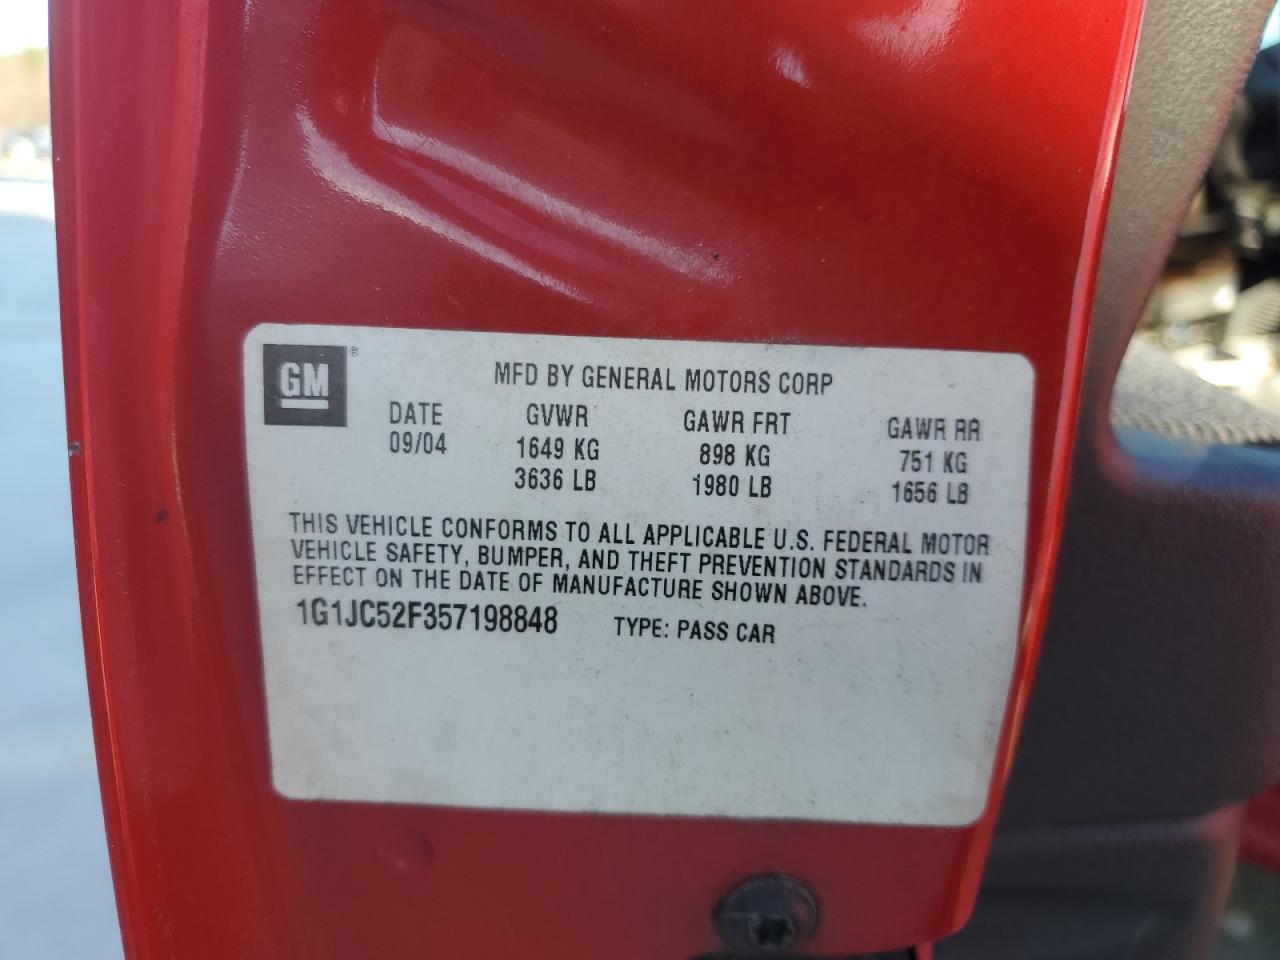 GM ®
MFD BY GENERAL MOTORS CORP
DATE GVWR GAWR FRT GAWR RR
09/04 1649 KG 898 KG 751 KG
3636 LB 1980 LB 1656 LB
THIS VEHICLE CONFORMS TO ALL APPLICABLE U.S. FEDERAL MOTOR
VEHICLE SAFETY, BUMPER, AND THEFT PREVENTION STANDARDS IN
EFFECT ON THE DATE OF MANUFACTURE SHOWN ABOVE.
1G1JC52F357198848 TYPE: PASS CAR